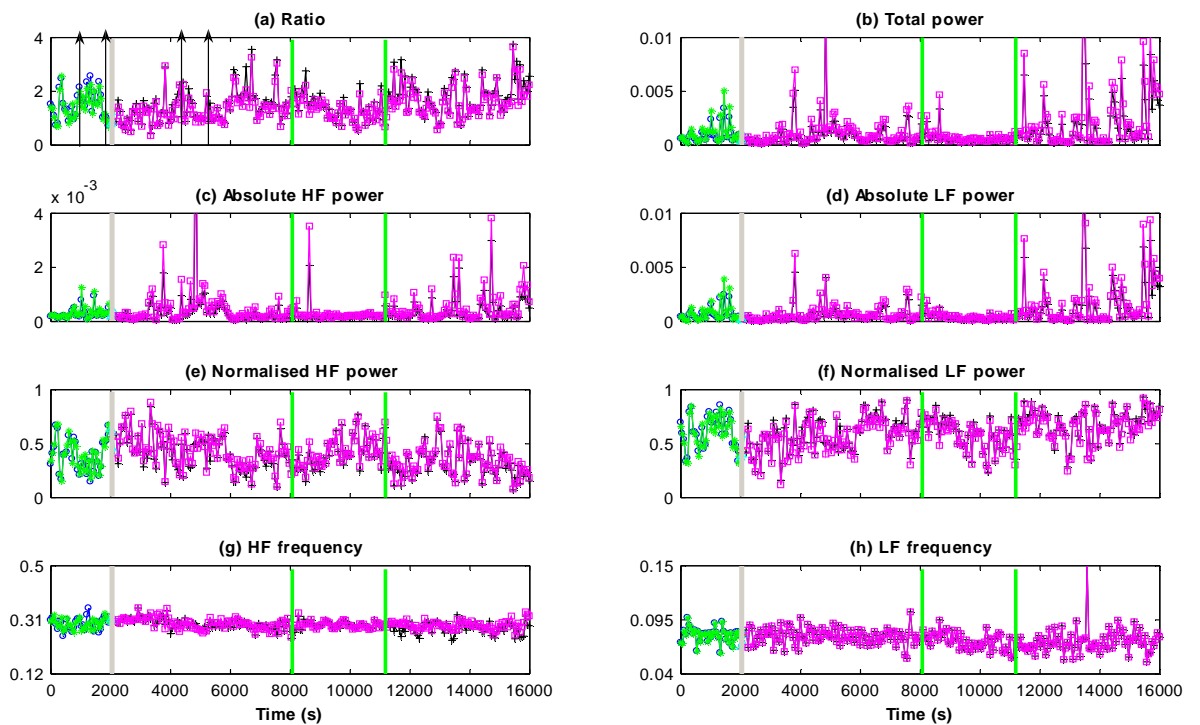 (a) Ratio
4
2
0
(b) Total power
0.01
0.005
0
x 10^-3
(c) Absolute HF power
4
2
0
(d) Absolute LF power
0.01
0.005
0
(e) Normalised HF power
1
0.5
0
(f) Normalised LF power
1
0.5
0
(g) HF frequency
0.5
0.31
0.12
0 2000 4000 6000 8000 10000 12000 14000 16000
Time (s)
(h) LF frequency
0.15
0.095
0.04
0 2000 4000 6000 8000 10000 12000 14000 16000
Time (s)